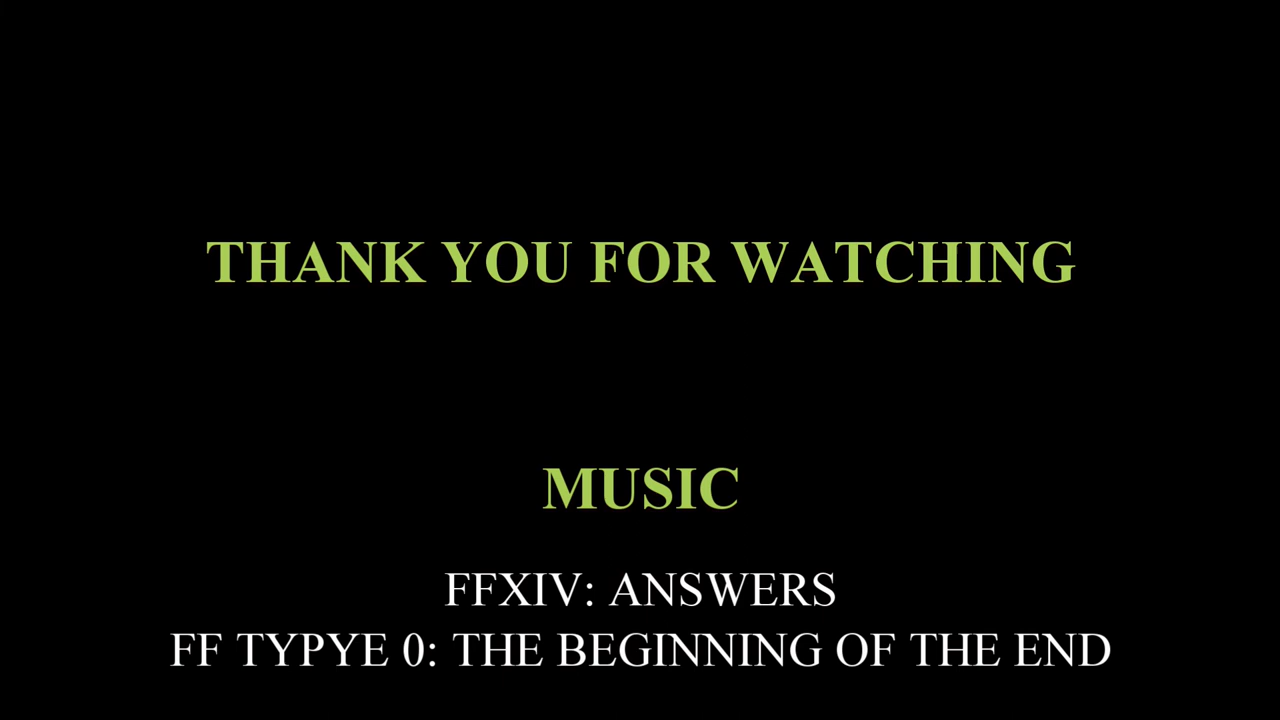 THANK YOU FOR WATCHING
MUSIC
FFXIV: ANSWERS
FF TYPYE 0: THE BEGINNING OF THE END